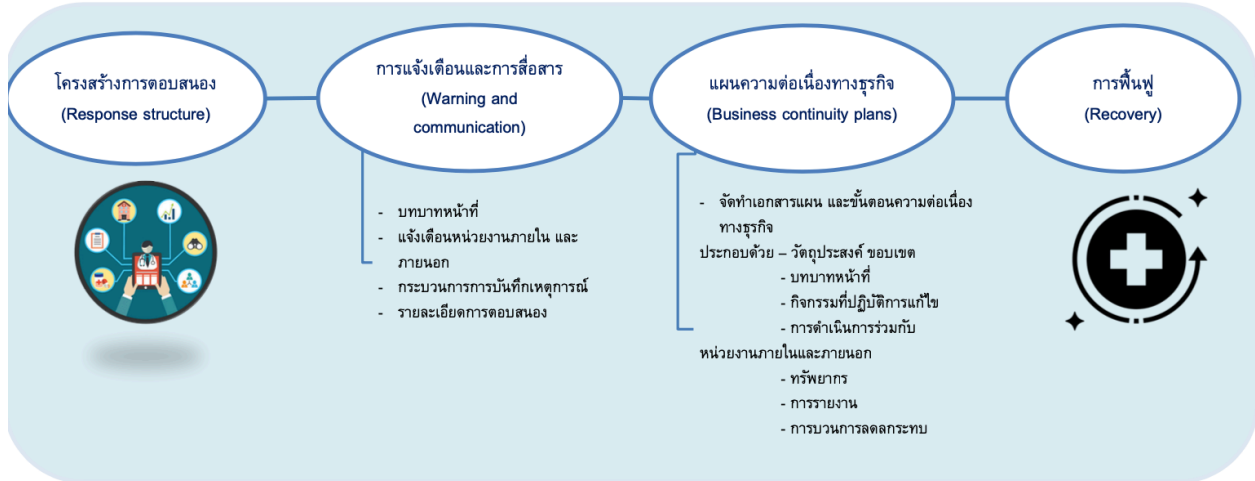 โครงสร้างการตอบสนอง
(Response structure)
การแจ้งเตือนและการสื่อสาร
(Warning and
communication)
- บทบาทหน้าที่
- แจ้งเตือนหน่วยงานภายใน และ
ภายนอก
- กระบวนการการบันทึกเหตุการณ์
- รายละเอียดการตอบสนอง
แผนความต่อเนื่องทางธุรกิจ
(Business continuity plans)
- จัดทำเอกสารแผน และขั้นตอนความต่อเนื่อง
ทางธุรกิจ
ประกอบด้วย – วัตถุประสงค์ ขอบเขต
- บทบาทหน้าที่
- กิจกรรมที่ปฏิบัติการแก้ไข
- การดำเนินการร่วมกับ
หน่วยงานภายในและภายนอก
- ทรัพยากร
- การรายงาน
- การบวนการลดลกระทบ
การฟื้นฟู
(Recovery)